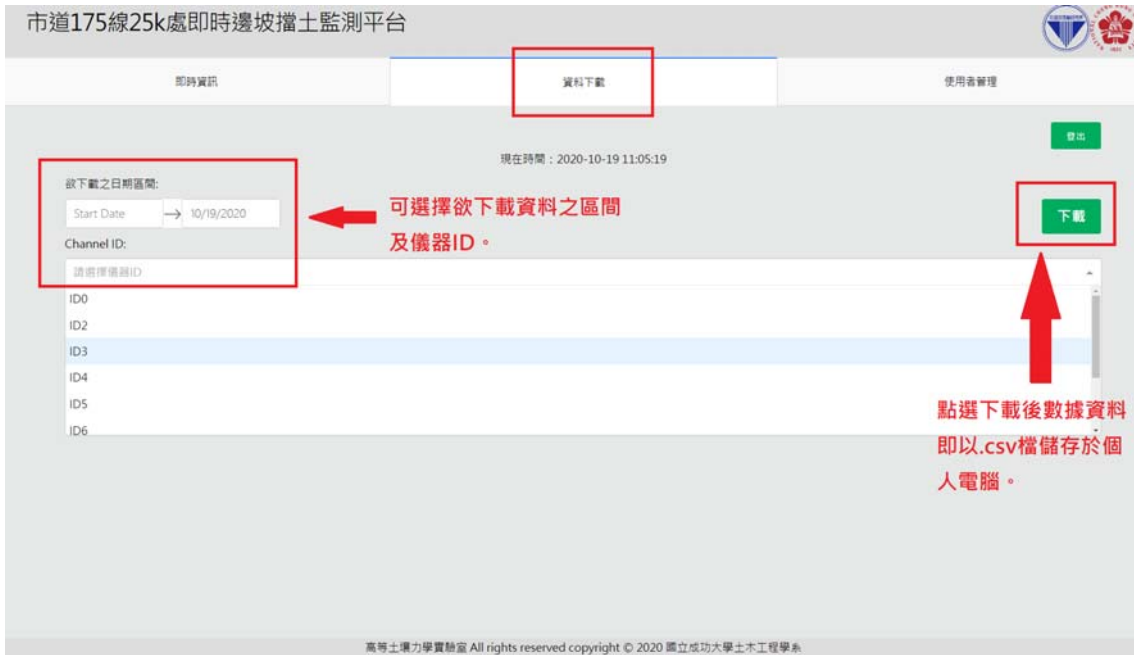 市道175線25k處即時邊坡擋土監測平台
即時資訊
資料下載
使用者管理
登出
現在時間：2020-10-19 11:05:19
欲下載之日期區間:
Start Date → 10/19/2020
可選擇欲下載資料之區間
及儀器ID。
下載
Channel ID:
請選擇儀器ID
ID0
ID2
ID3
ID4
ID5
ID6
點選下載後數據資料
即以.csv檔儲存於個
人電腦。
高等土壤力學實驗室 All rights reserved copyright © 2020 國立成功大學土木工程學系